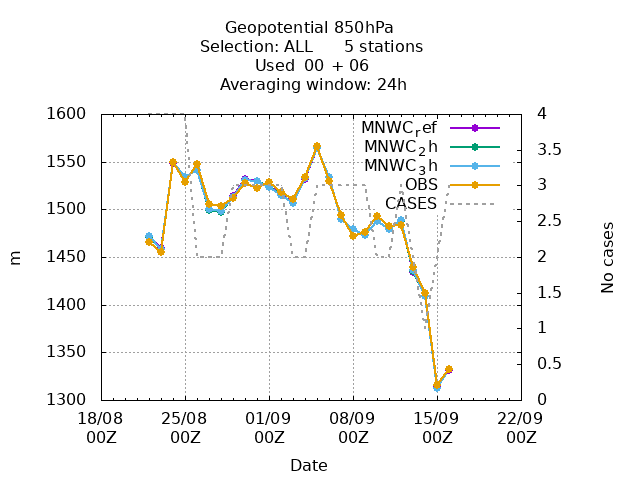 Geopotential 850hPa
Selection: ALL 5 stations
Used 00 + 06
Averaging window: 24h
1600
1550
1500
1450
1400
1350
1300
m
4
3.5
3
2.5
2
1.5
1
0.5
0
No cases
MNWC_ref
MNWC_2h
MNWC_3h
OBS
CASES
18/08 25/08 01/09 08/09 15/09 22/09
00Z 00Z 00Z 00Z 00Z 00Z
Date